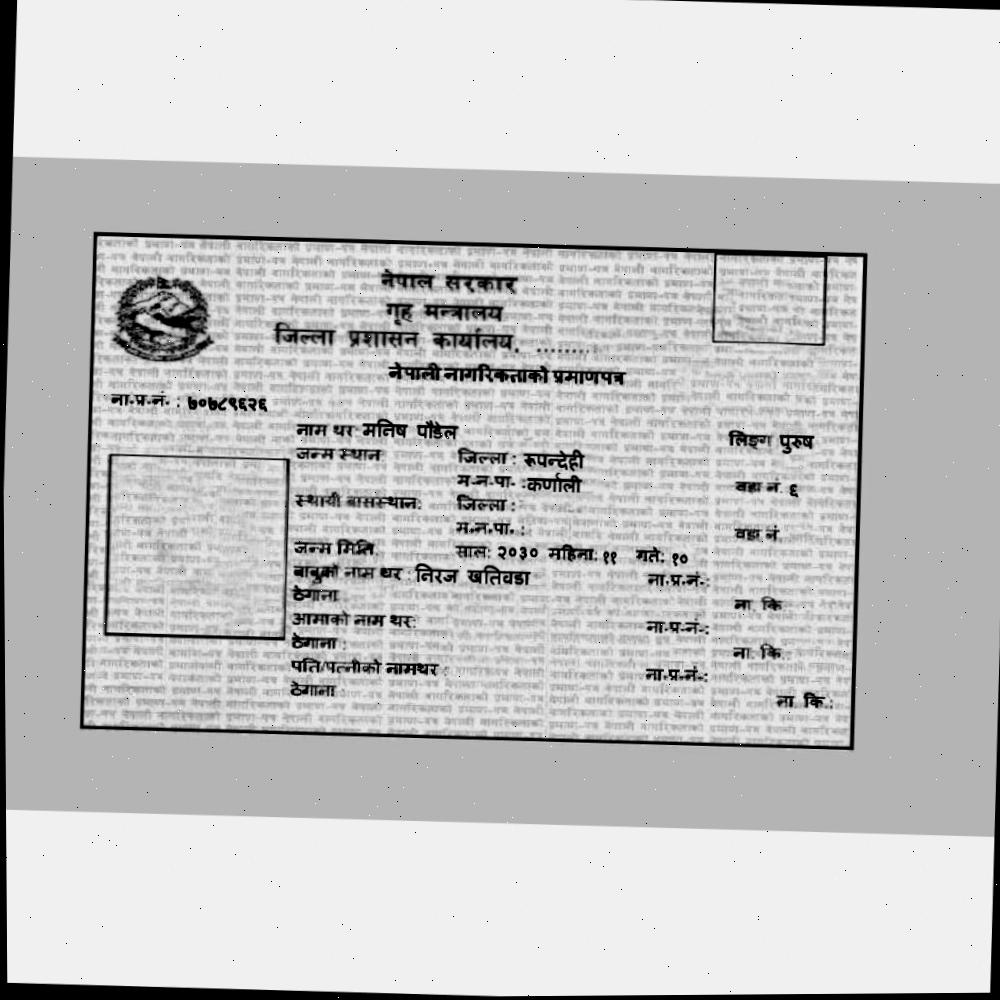 नेपाल सरकार
गृह मन्त्रालय
जिल्ला प्रशासन कार्यालय, ........
नेपाली नागरिकताको प्रमाणपत्र
ना.प्र.नं. : ७०७८९६२६
नाम थर: मनिष पौडेल लिङ्ग पुरुष
जन्म स्थान: जिल्ला : रूपन्देही
म.न.पा. :कर्णाली वडा नं. ६
स्थायी बासस्थान: जिल्ला :
म.न.पा. : वडा नं.
जन्म मिति: साल: २०३० महिना: ११ गते: १०
बाबुको नाम थर : निरज खतिवडा ना.प्र.नं.:
ठेगाना : ना. कि.:
आमाको नाम थर: ना.प्र.नं.:
ठेगाना : ना. कि.:
पति/पत्नीको नामथर : ना.प्र.नं.:
ठेगाना : ना. कि.: